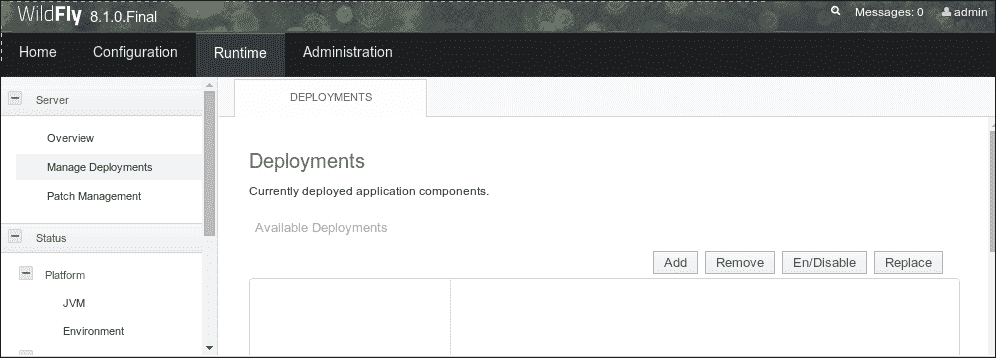 WildFly 8.1.0.Final
Messages: 0 admin
Home Configuration Runtime Administration
Server
Overview
Manage Deployments
Patch Management
Status
Platform
JVM
Environment
DEPLOYMENTS
Deployments
Currently deployed application components.
Available Deployments
Add Remove En/Disable Replace